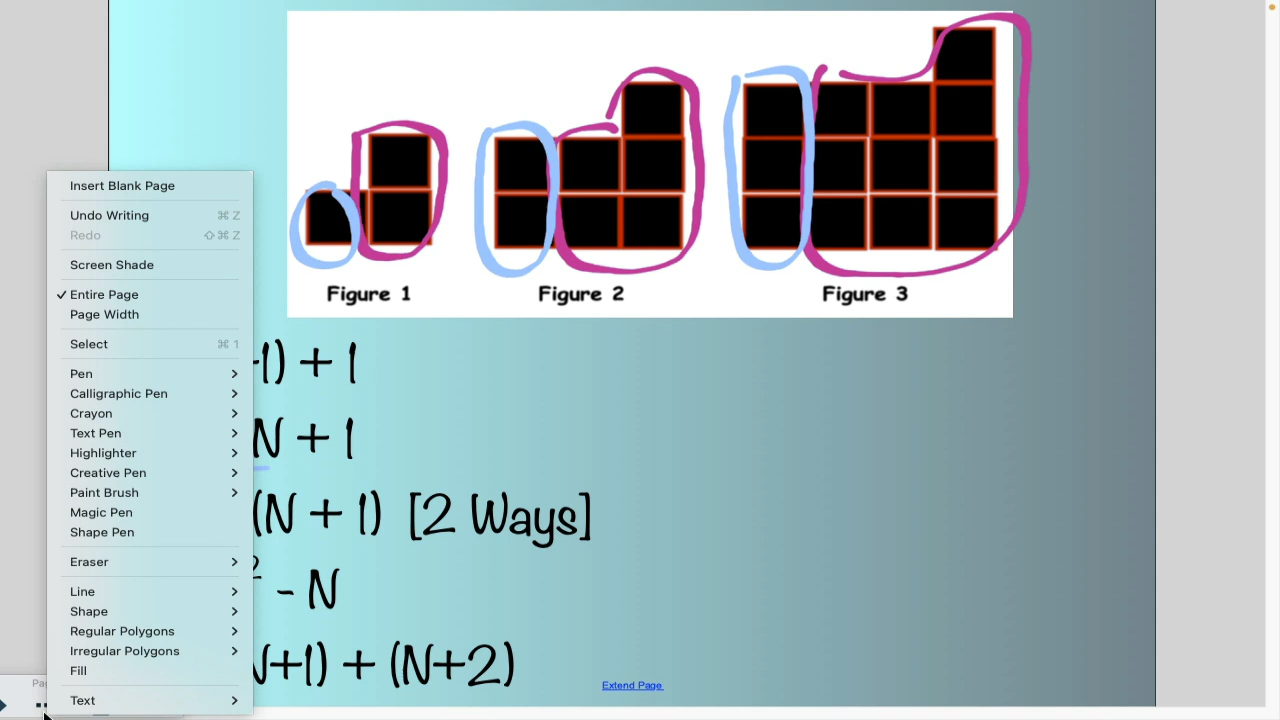 Insert Blank Page
Undo Writing ⌘ Z
Redo ⇧ ⌘ Z
Screen Shade
✓ Entire Page
Page Width
Select ⌘ 1
Pen >
Calligraphic Pen >
Crayon >
Text Pen >
Highlighter >
Creative Pen >
Paint Brush >
Magic Pen
Shape Pen
Eraser >
Line >
Shape >
Regular Polygons >
Irregular Polygons >
Fill
Text >
Figure 1 Figure 2 Figure 3
-1) + 1
N + 1
(N + 1) [2 Ways]
2 - N
N+1) + (N+2)
Extend Page